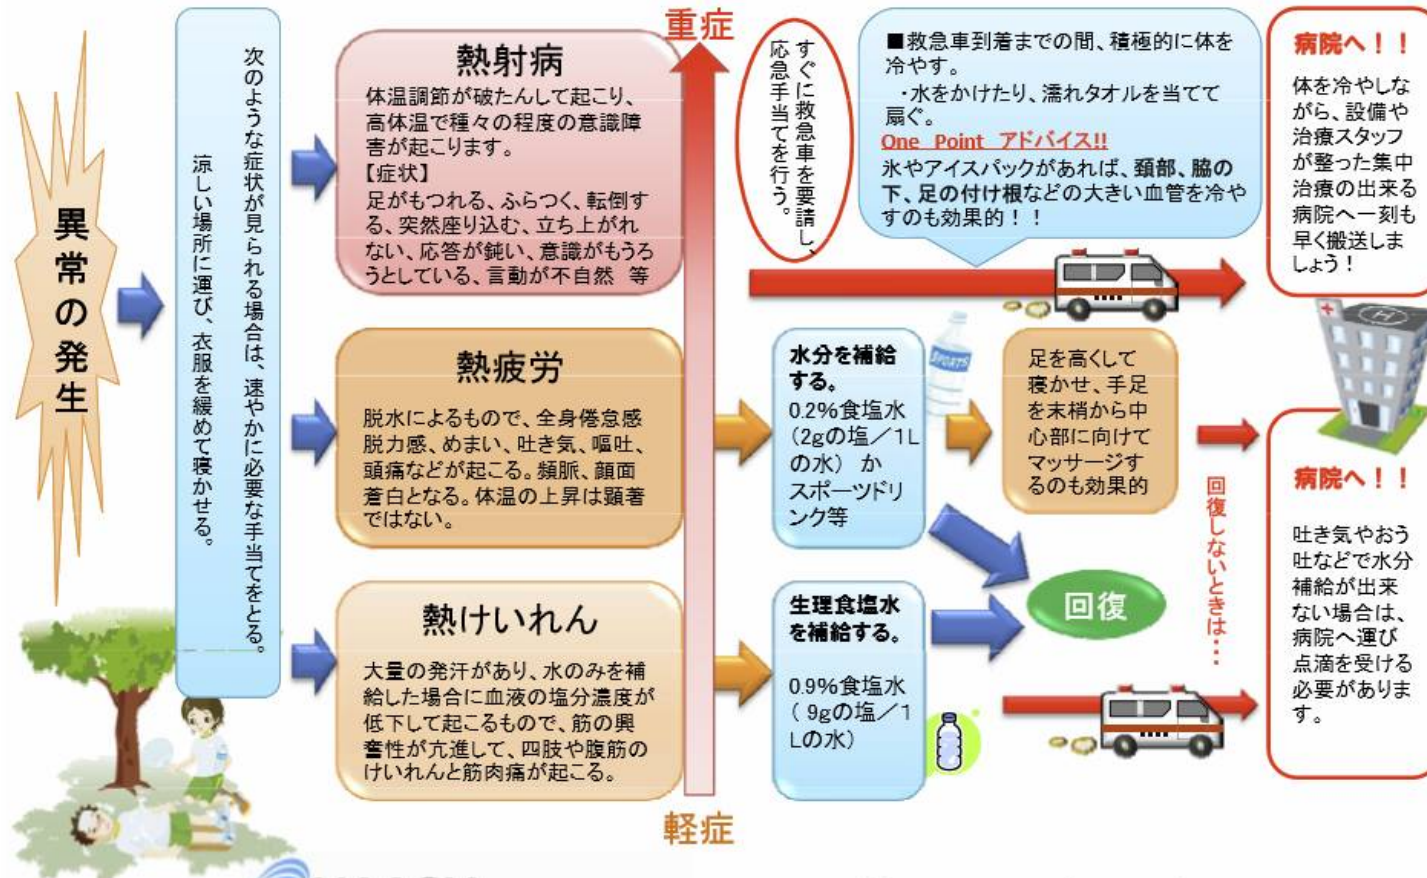 異常の発生
次のような症状が見られる場合は、速やかに必要な手当てをとる。
涼しい場所に運び、衣服を緩めて寝かせる。
重症
熱射病
体温調節が破たんして起こり、
高体温で種々の程度の意識障
害が起こります。
【症状】
足がもつれる、ふらつく、転倒す
る、突然座り込む、立ち上がれ
ない、応答が鈍い、意識がもうろ
うとしている、言動が不自然 等
すぐに救急車を要請し、
応急手当てを行う。
■救急車到着までの間、積極的に体を
冷やす。
・水をかけたり、濡れタオルを当てて
扇ぐ。
One Point アドバイス!!
氷やアイスパックがあれば、頚部、脇の
下、足の付け根などの大きい血管を冷や
すのも効果的！！
病院へ！！
体を冷やしな
がら、設備や
治療スタッフ
が整った集中
治療の出来る
病院へ一刻も
早く搬送しま
しょう！
H
熱疲労
脱水によるもので、全身倦怠感
脱力感、めまい、吐き気、嘔吐、
頭痛などが起こる。頻脈、顔面
蒼白となる。体温の上昇は顕著
ではない。
水分を補給
する。
0.2%食塩水
（2gの塩／1L
の水） か
スポーツドリ
ンク等
SPORTS
足を高くして
寝かせ、手足
を末梢から中
心部に向けて
マッサージす
るのも効果的
回復しないときは・・・
病院へ！！
吐き気やおう
吐などで水分
補給が出来
ない場合は、
病院へ運び
点滴を受ける
必要がありま
す。
熱けいれん
大量の発汗があり、水のみを補
給した場合に血液の塩分濃度が
低下して起こるもので、筋の興
奮性が亢進して、四肢や腹筋の
けいれんと筋肉痛が起こる。
生理食塩水
を補給する。
0.9%食塩水
（ 9gの塩／1
Lの水）
回復
軽症